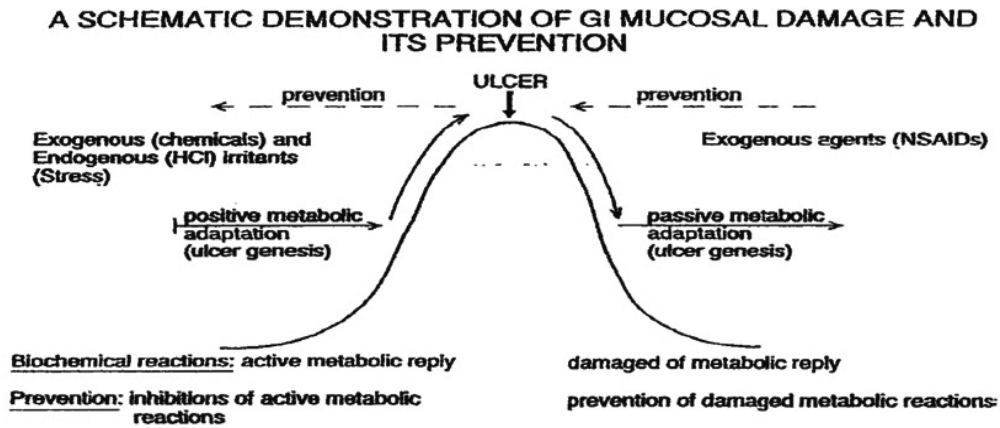 A SCHEMATIC DEMONSTRATION OF GI MUCOSAL DAMAGE AND
ITS PREVENTION
ULCER
prevention
prevention
Exogenous (chemicals) and
Endogenous (HCl) irritants
(Stress)
Exogenous agents (NSAIDs)
positive metabolic
adaptation
(ulcer genesis)
passive metabolic
adaptation
(ulcer genesis)
Biochemical reactions: active metabolic reply
damaged of metabolic reply
Prevention: inhibitions of active metabolic
reactions
prevention of damaged metabolic reactions